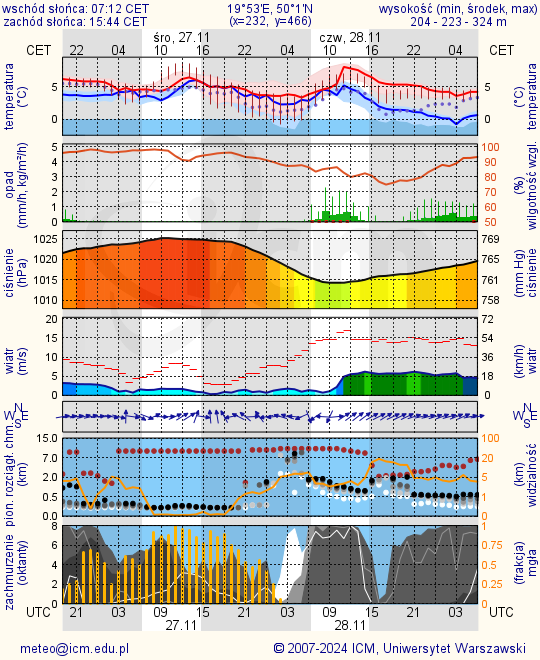 wschód słońca: 07:12 CET 19°53'E, 50°1'N wysokość (min, środek, max)
zachód słońca: 15:44 CET (x=232, y=466) 204 - 223 - 324 m
śro, 27.11 czw, 28.11
CET 22 04 10 16 22 04 10 16 22 04 CET
temperatura (°C)
5
0
temperatura (°C)
5
0
opad (mm/h, kg/m²/h)
5
4
3
2
1
0
wilgotność wzgl. (%)
100
90
80
70
60
50
ciśnienie (hPa)
1025
1020
1015
1010
ciśnienie (mm Hg)
769
765
761
758
wiatr (m/s)
20
15
10
5
0
wiatr (km/h)
72
54
36
18
0
N
W E
S
N
W E
S
pion. rozciągł. chm. (km)
15.0
7.0
2.0
0.5
0.0
widzialność (km)
100
20
5
1
0
zachmurzenie (oktanty)
8
6
4
2
0
mgła (frakcja)
1
0.75
0.5
0.25
0
UTC 21 03 09 15 21 03 09 15 21 03 UTC
27.11 28.11
meteo@icm.edu.pl © 2007-2024 ICM, Uniwersytet Warszawski